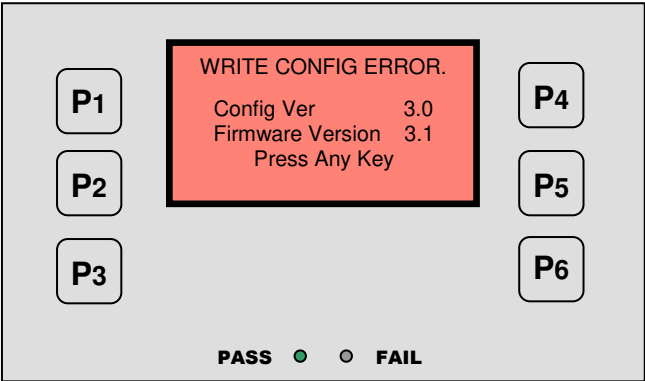 WRITE CONFIG ERROR.
Config Ver 3.0
Firmware Version 3.1
Press Any Key
P1
P2
P3
P4
P5
P6
PASS FAIL